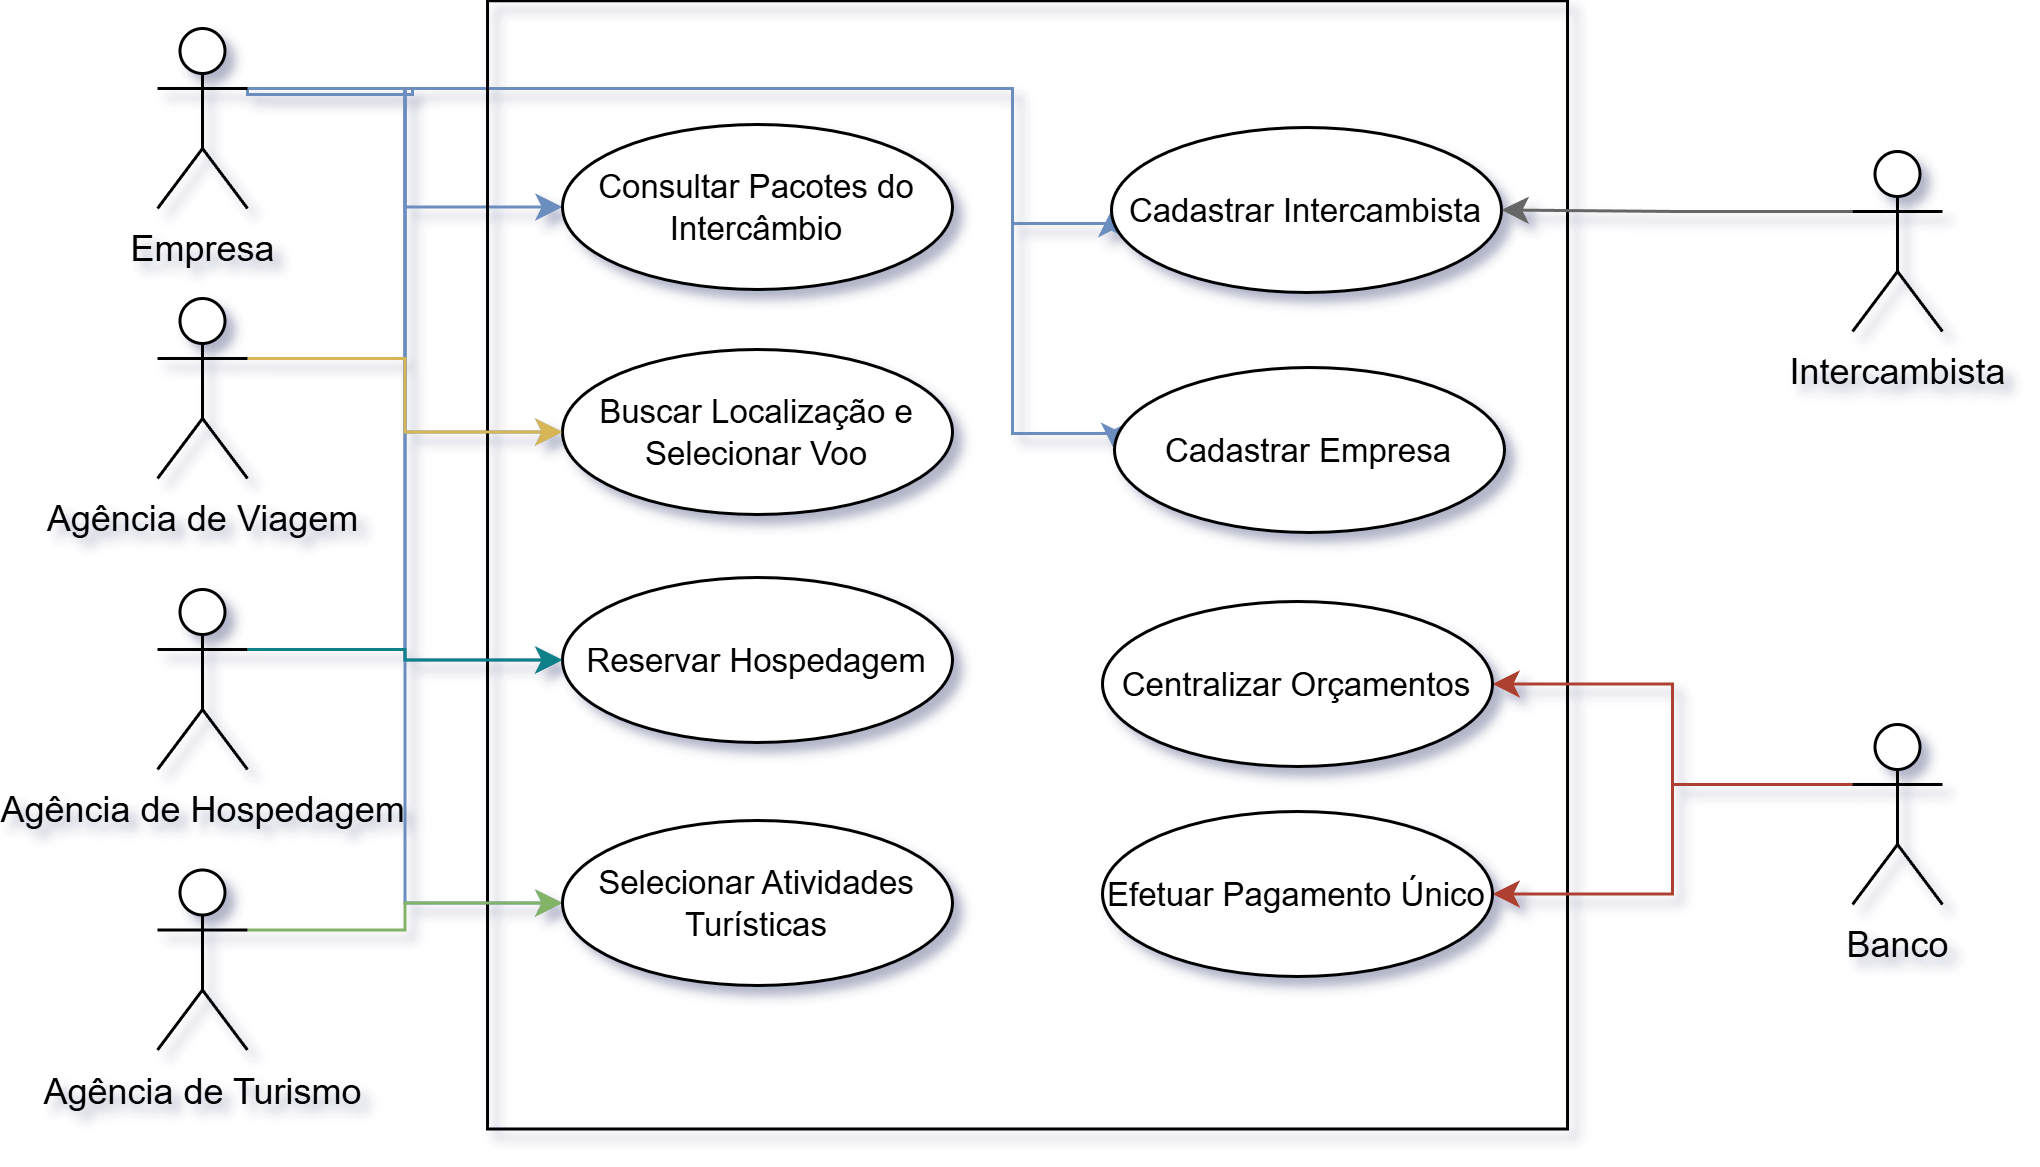 Empresa
Consultar Pacotes do
Intercâmbio
Cadastrar Intercambista
Intercambista
Agência de Viagem
Buscar Localização e
Selecionar Voo
Cadastrar Empresa
Agência de Hospedagem
Reservar Hospedagem
Centralizar Orçamentos
Agência de Turismo
Selecionar Atividades
Turísticas
Efetuar Pagamento Único
Banco